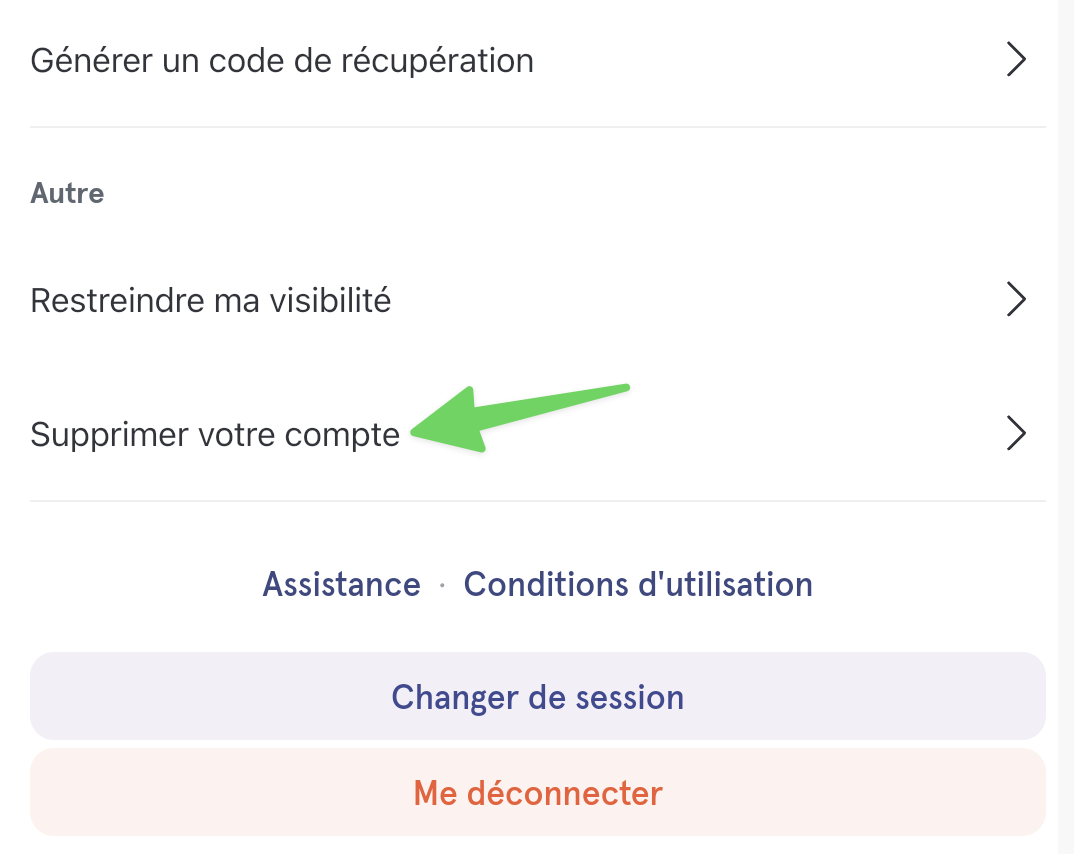 Générer un code de récupération
Autre
Restreindre ma visibilité
Supprimer votre compte
Assistance · Conditions d'utilisation
Changer de session
Me déconnecter